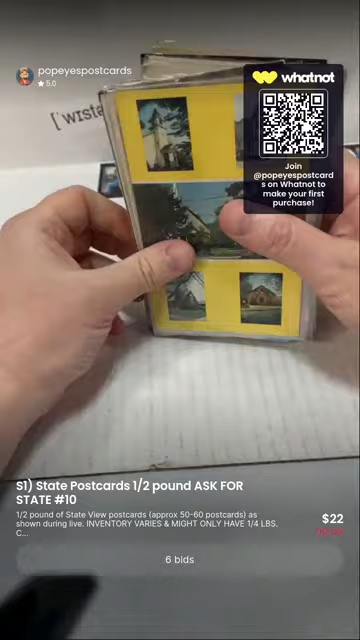 popeyespostcards
★ 5.0
whatnot
['wɪstə
Join
@popeyespostcard
s on Whatnot to
make your first
purchase!
S1) State Postcards 1/2 pound ASK FOR
STATE #10
1/2 pound of State View postcards (approx 50-60 postcards) as
shown during live. INVENTORY VARIES & MIGHT ONLY HAVE 1/4 LBS.
C...
$22
6 bids